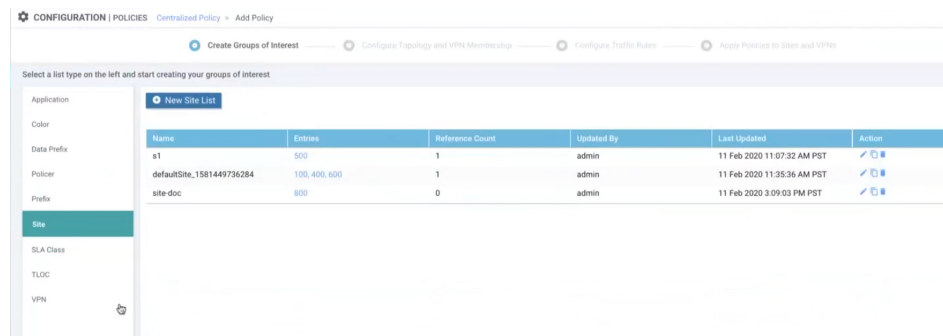 CONFIGURATION | POLICIES Centralized Policy > Add Policy
Create Groups of Interest Configure Topology and VPN Membership Configure Traffic Rules Apply Policies to Sites and VPNs
Select a list type on the left and start creating your groups of interest
Application
Color
Data Prefix
Policer
Prefix
Site
SLA Class
TLOC
VPN
New Site List
Name Entries Reference Count Updated By Last Updated Action
s1 500 1 admin 11 Feb 2020 11:07:32 AM PST
defaultSite_1581449736284 100, 400, 600 1 admin 11 Feb 2020 11:35:36 AM PST
site-doc 800 0 admin 11 Feb 2020 3:09:03 PM PST